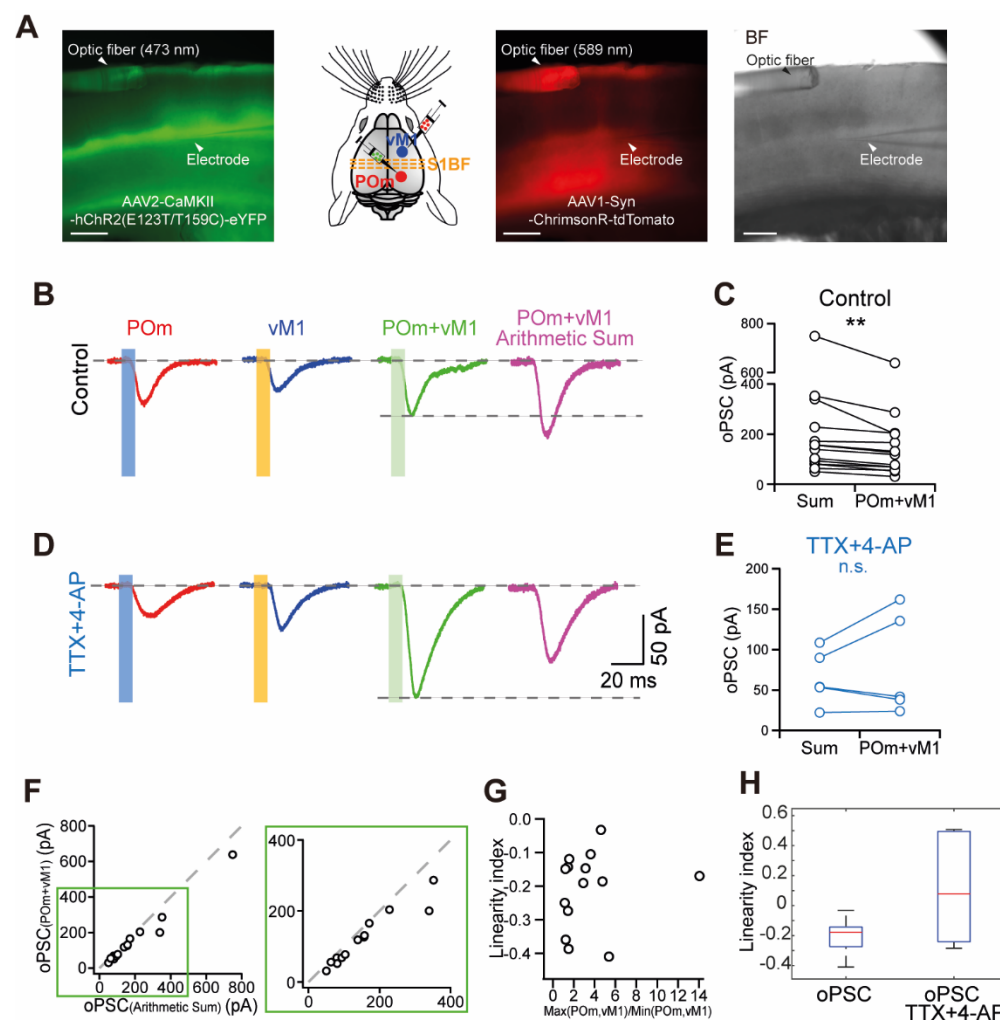 A
Optic fiber (473 nm)
Electrode
AAV2-CaMKII
-hChR2(E123T/T159C)-eYFP
vM1
S1BF
POm
Optic fiber (589 nm)
Electrode
AAV1-Syn
-ChrimsonR-tdTomato
BF
Optic fiber
Electrode
B
Control
POm
vM1
POm+vM1
POm+vM1
Arithmetic Sum
C
Control
**
800
600
400
200
0
oPSC (pA)
Sum
POm+vM1
D
TTX+4-AP
50 pA
20 ms
E
TTX+4-AP
n.s.
200
150
100
50
0
oPSC (pA)
Sum
POm+vM1
F
800
600
400
200
0
oPSC(POm+vM1) (pA)
0 200 400 600 800
oPSC(Arithmetic Sum) (pA)
400
200
0
0 200 400
G
0.0
-0.1
-0.2
-0.3
-0.4
Linearity index
0 2 4 6 8 10 12 14
Max(POm,vM1)/Min(POm,vM1)
H
0.6
0.4
0.2
0
-0.2
-0.4
Linearity index
oPSC
oPSC
TTX+4-AP